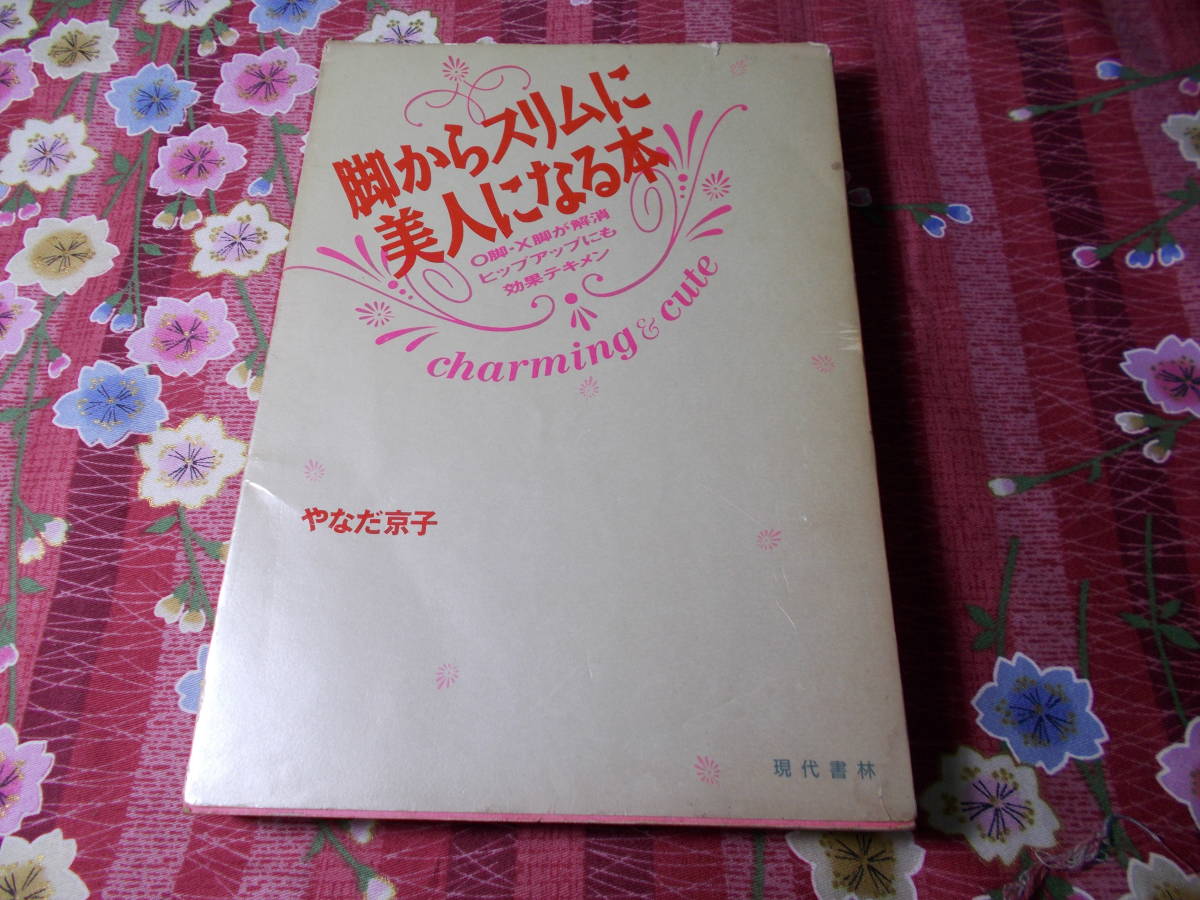 脚からスリムに
美人になる本
O脚・X脚が解消
ヒップアップにも
効果テキメン
charming & cute
やなだ京子
現代書林